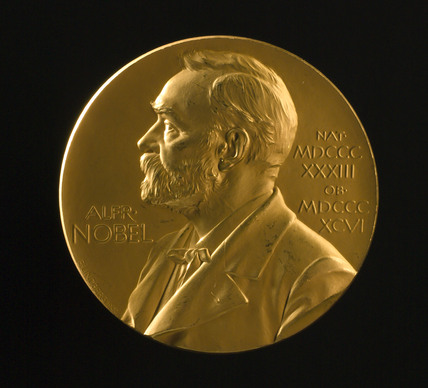 ALFR·
NOBEL
NAT·
MDCCC
XXXIII
OB·
MDCCC
XCVI